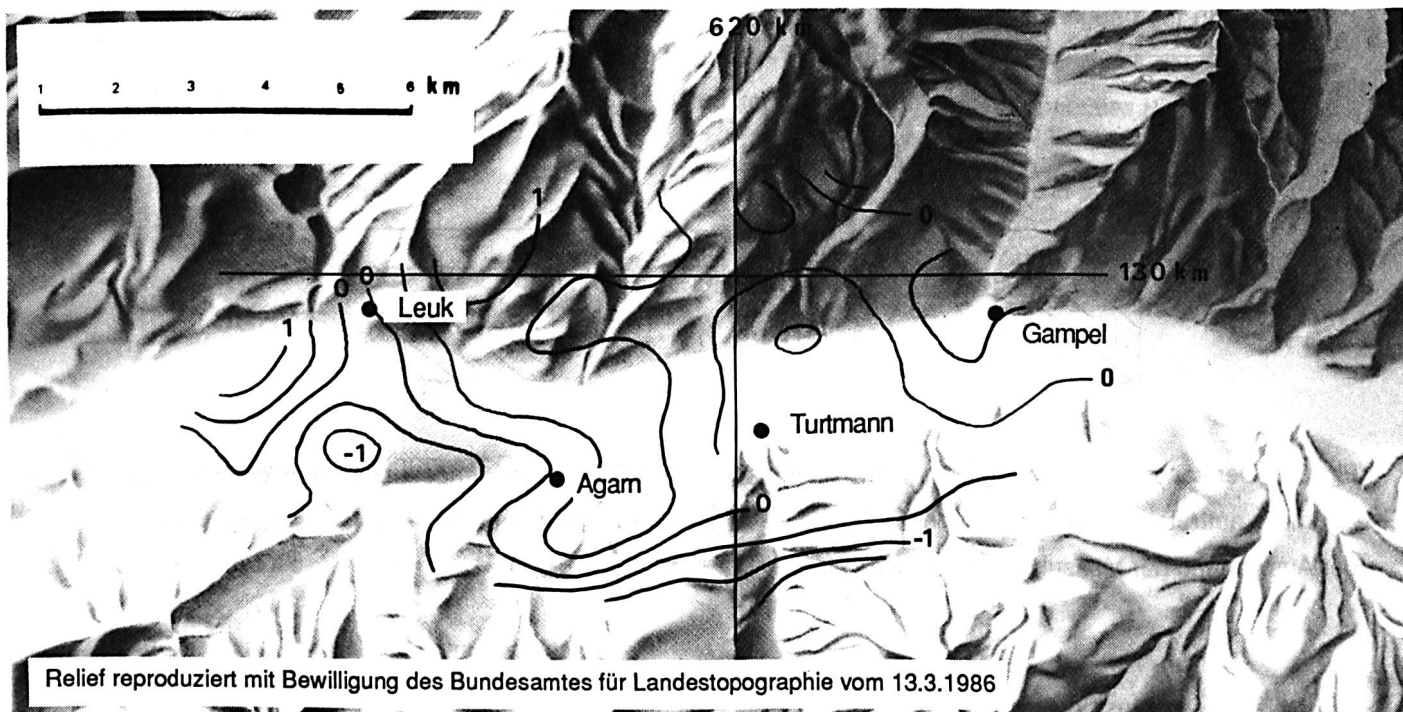 620 km
1 2 3 4 5 6 km
1
0
130 km
0
0
Leuk
1
Gampel
0
Turtmann
-1
Agarn
0
-1
Relief reproduziert mit Bewilligung des Bundesamtes für Landestopographie vom 13.3.1986